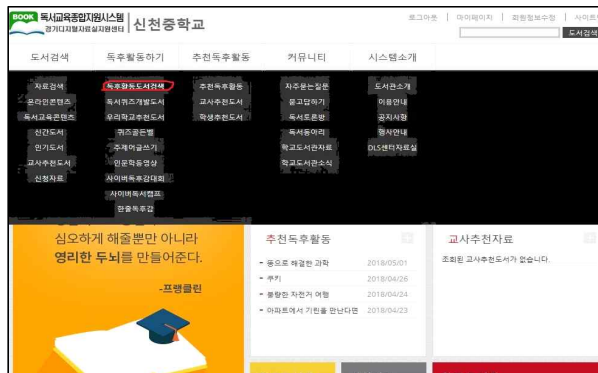 BOOK 독서교육종합지원시스템 신천중학교
경기디지털자료실지원센터
로그아웃 | 마이페이지 | 회원정보수정 | 사이트
도서검색
도서검색 독후활동하기 추천독후활동 커뮤니티 시스템소개
자료검색 독후활동도서검색 추천독후활동 자주묻는질문 도서관소개
온라인컨텐츠 독서퀴즈개발도서 교사추천도서 묻고답하기 이용안내
독서교육콘텐츠 우리학교추천도서 학생추천도서 독서토론방 공지사항
신간도서 퀴즈골든벨 독서동아리 행사안내
인기도서 주제어글쓰기 학교도서관자료 DLS센터자료실
교사추천도서 인문학동영상 학교도서관소식
신청자료 사이버독후감대회
사이버독서캠프
한줄독후감
심오하게 해줄뿐만 아니라
영리한 두뇌를 만들어준다.
-프랭클린
추천독후활동
똥으로 해결한 과학 2018/05/01
쿠키 2018/04/26
불량한 자전거 여행 2018/04/24
아파트에서 기린을 만난다면 2018/04/23
교사추천자료
조회된 교사추천도서가 없습니다.